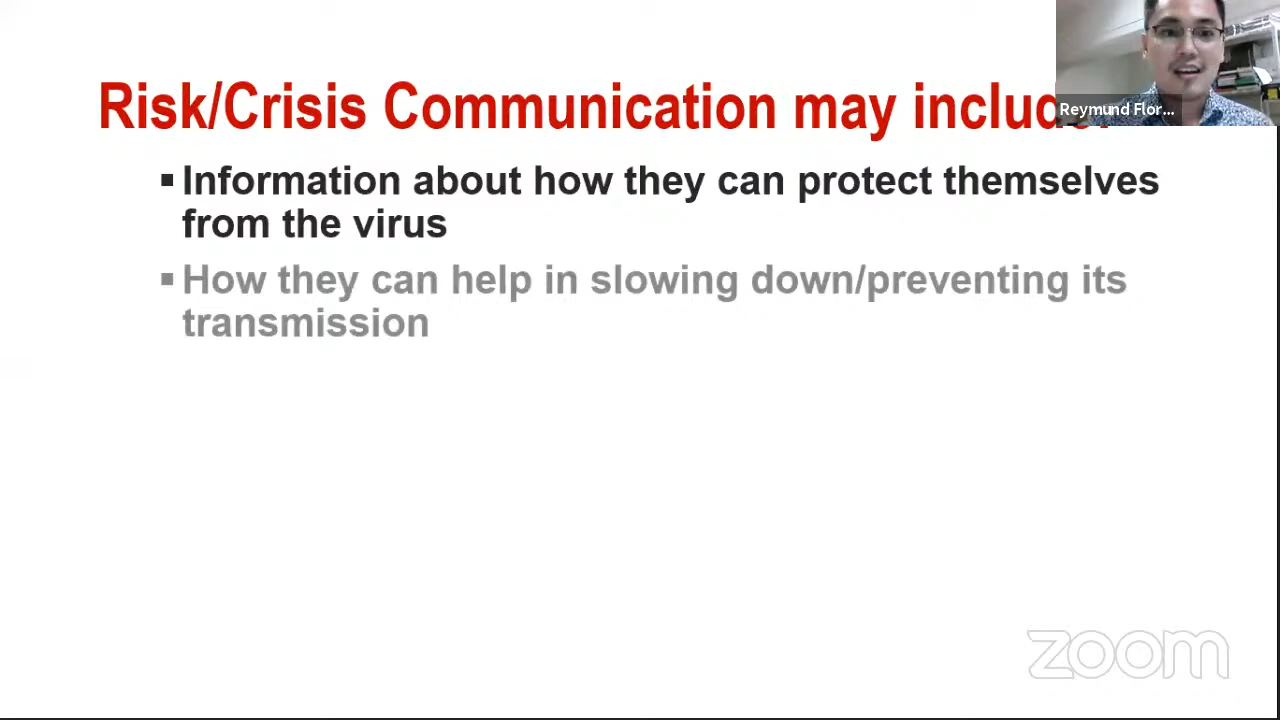 Risk/Crisis Communication may include:
Reymund Flor...
▪Information about how they can protect themselves
from the virus
▪How they can help in slowing down/preventing its
transmission
zoom